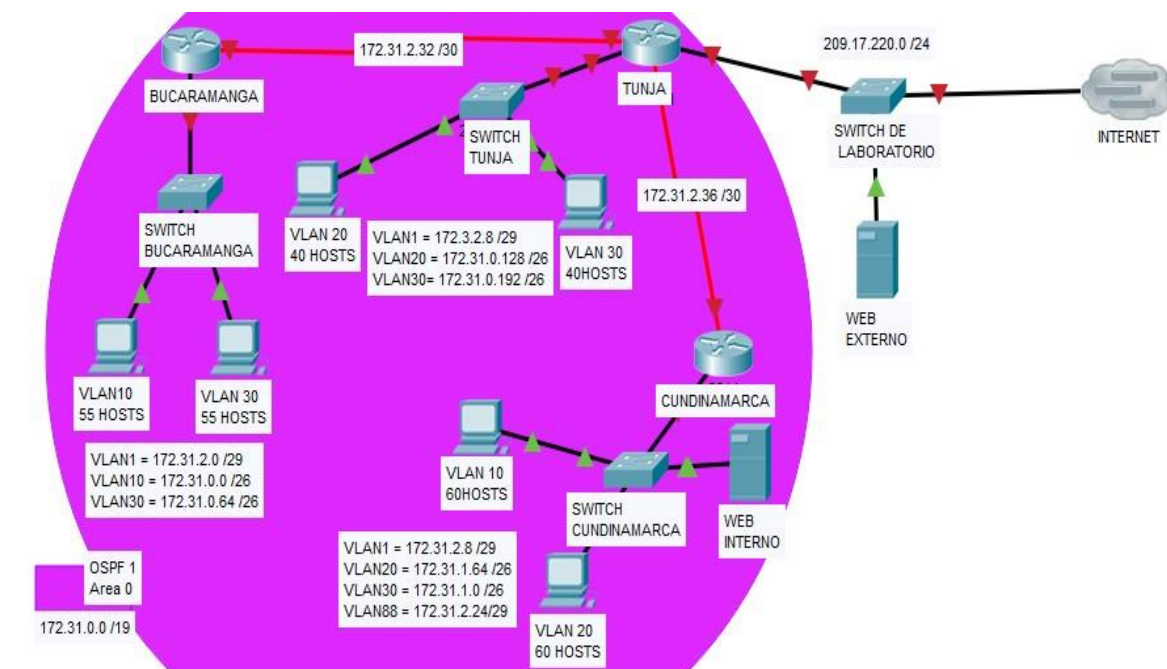 172.31.2.32 /30
209.17.220.0 /24
BUCARAMANGA
TUNJA
INTERNET
SWITCH
TUNJA
SWITCH DE
LABORATORIO
172.31.2.36 /30
SWITCH
BUCARAMANGA
VLAN 20
40 HOSTS
VLAN1 = 172.3.2.8 /29
VLAN20 = 172.31.0.128 /26
VLAN30= 172.31.0.192 /26
VLAN 30
40HOSTS
WEB
EXTERNO
VLAN10
55 HOSTS
VLAN 30
55 HOSTS
CUNDINAMARCA
VLAN1 = 172.31.2.0 /29
VLAN10 = 172.31.0.0 /26
VLAN30 = 172.31.0.64 /26
VLAN 10
60HOSTS
SWITCH
CUNDINAMARCA
WEB
INTERNO
VLAN1 = 172.31.2.8 /29
VLAN20 = 172.31.1.64 /26
VLAN30 = 172.31.1.0 /26
VLAN88 = 172.31.2.24/29
OSPF 1
Area 0
172.31.0.0 /19
VLAN 20
60 HOSTS